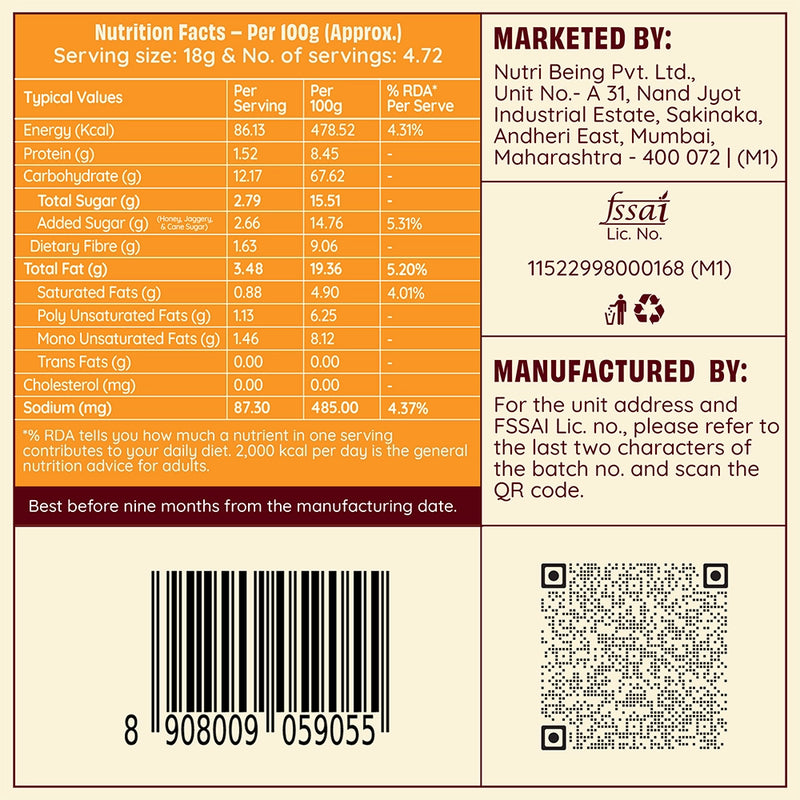 Nutrition Facts – Per 100g (Approx.)
Serving size: 18g & No. of servings: 4.72
Typical Values | Per Serving | Per 100g | % RDA* Per Serve
Energy (Kcal) | 86.13 | 478.52 | 4.31%
Protein (g) | 1.52 | 8.45 | -
Carbohydrate (g) | 12.17 | 67.62 | -
Total Sugar (g) | 2.79 | 15.51 | -
Added Sugar (g) (Honey, Jaggery, & Cane Sugar) | 2.66 | 14.76 | 5.31%
Dietary Fibre (g) | 1.63 | 9.06 | -
Total Fat (g) | 3.48 | 19.36 | 5.20%
Saturated Fats (g) | 0.88 | 4.90 | 4.01%
Poly Unsaturated Fats (g) | 1.13 | 6.25 | -
Mono Unsaturated Fats (g) | 1.46 | 8.12 | -
Trans Fats (g) | 0.00 | 0.00 | -
Cholesterol (mg) | 0.00 | 0.00 | -
Sodium (mg) | 87.30 | 485.00 | 4.37%
*% RDA tells you how much a nutrient in one serving
contributes to your daily diet. 2,000 kcal per day is the general
nutrition advice for adults.
Best before nine months from the manufacturing date.
8 908009 059055
MARKETED BY:
Nutri Being Pvt. Ltd.,
Unit No.- A 31, Nand Jyot
Industrial Estate, Sakinaka,
Andheri East, Mumbai,
Maharashtra - 400 072 | (M1)
fssai
Lic. No.
11522998000168 (M1)
MANUFACTURED BY:
For the unit address and
FSSAI Lic. no., please refer to
the last two characters of
the batch no. and scan the
QR code.